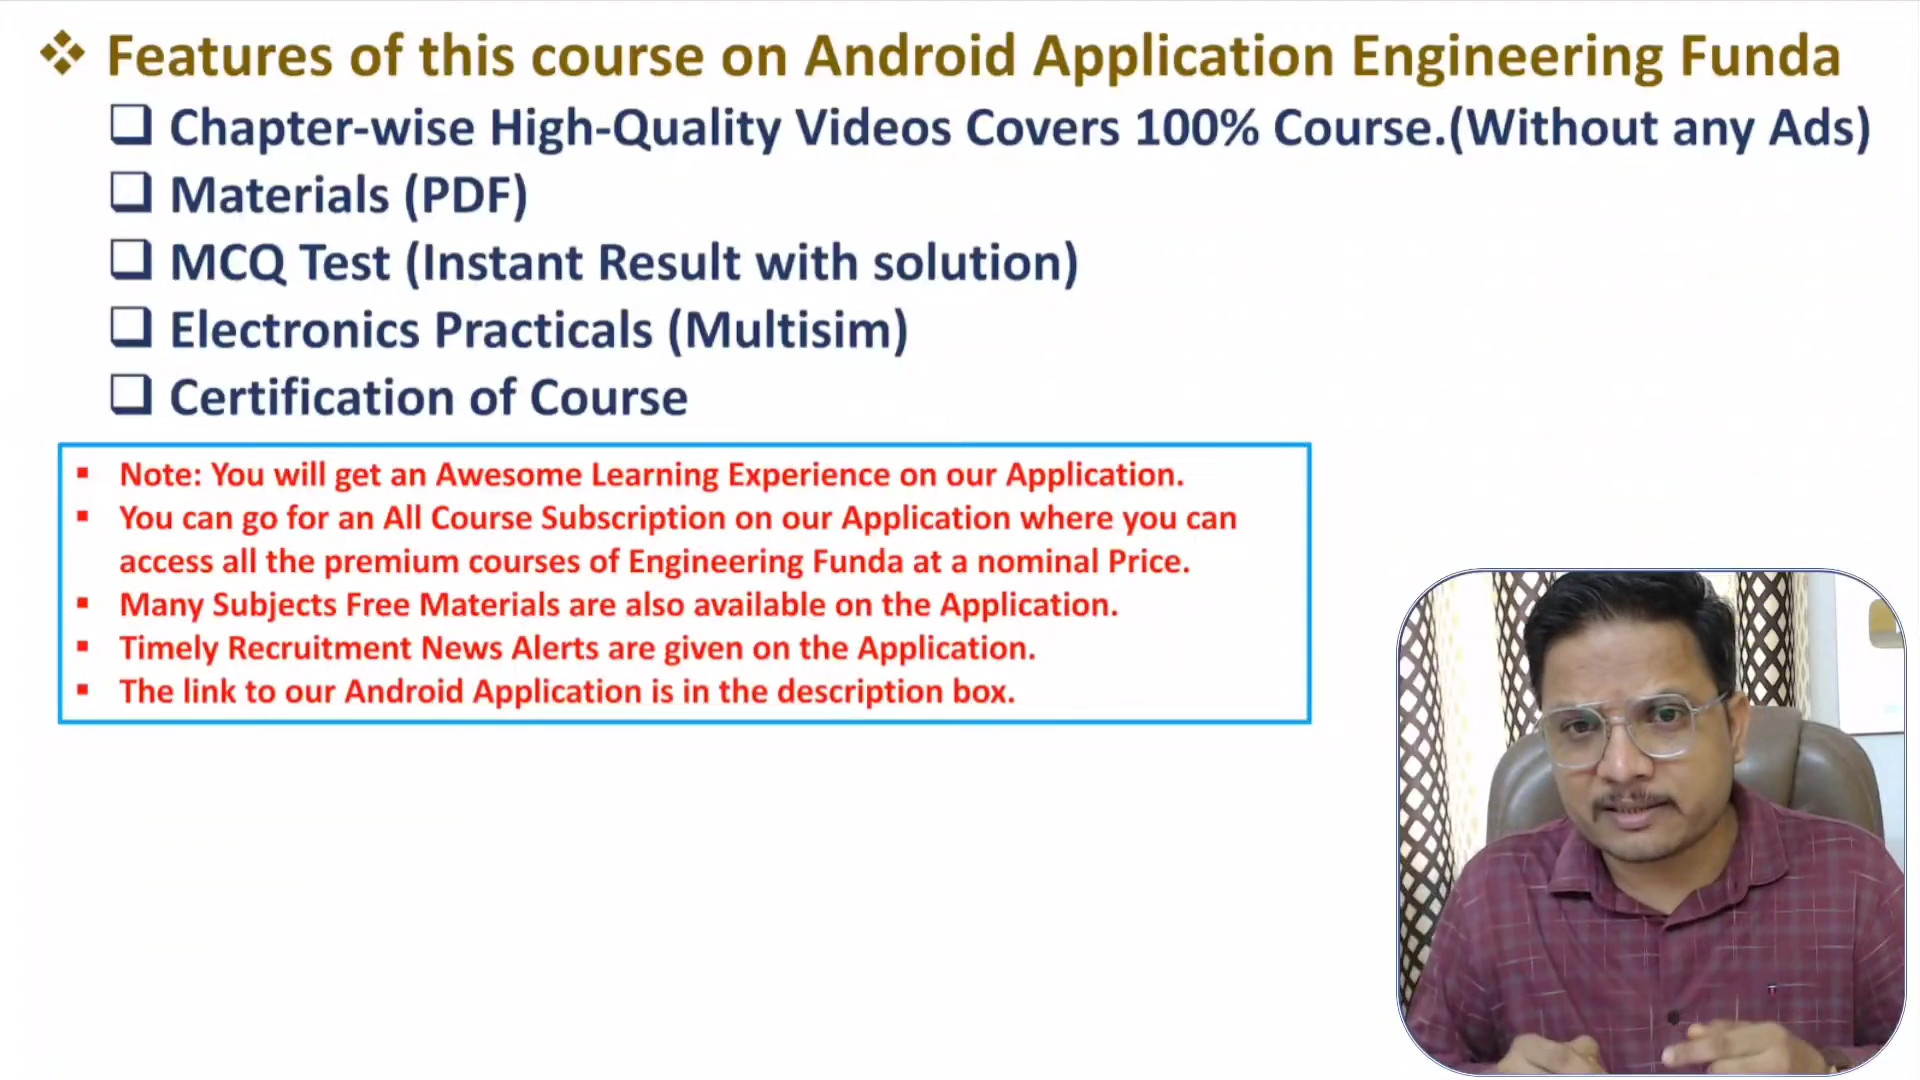 Features of this course on Android Application Engineering Funda
Chapter-wise High-Quality Videos Covers 100% Course.(Without any Ads)
Materials (PDF)
MCQ Test (Instant Result with solution)
Electronics Practicals (Multisim)
Certification of Course
Note: You will get an Awesome Learning Experience on our Application.
You can go for an All Course Subscription on our Application where you can
access all the premium courses of Engineering Funda at a nominal Price.
Many Subjects Free Materials are also available on the Application.
Timely Recruitment News Alerts are given on the Application.
The link to our Android Application is in the description box.